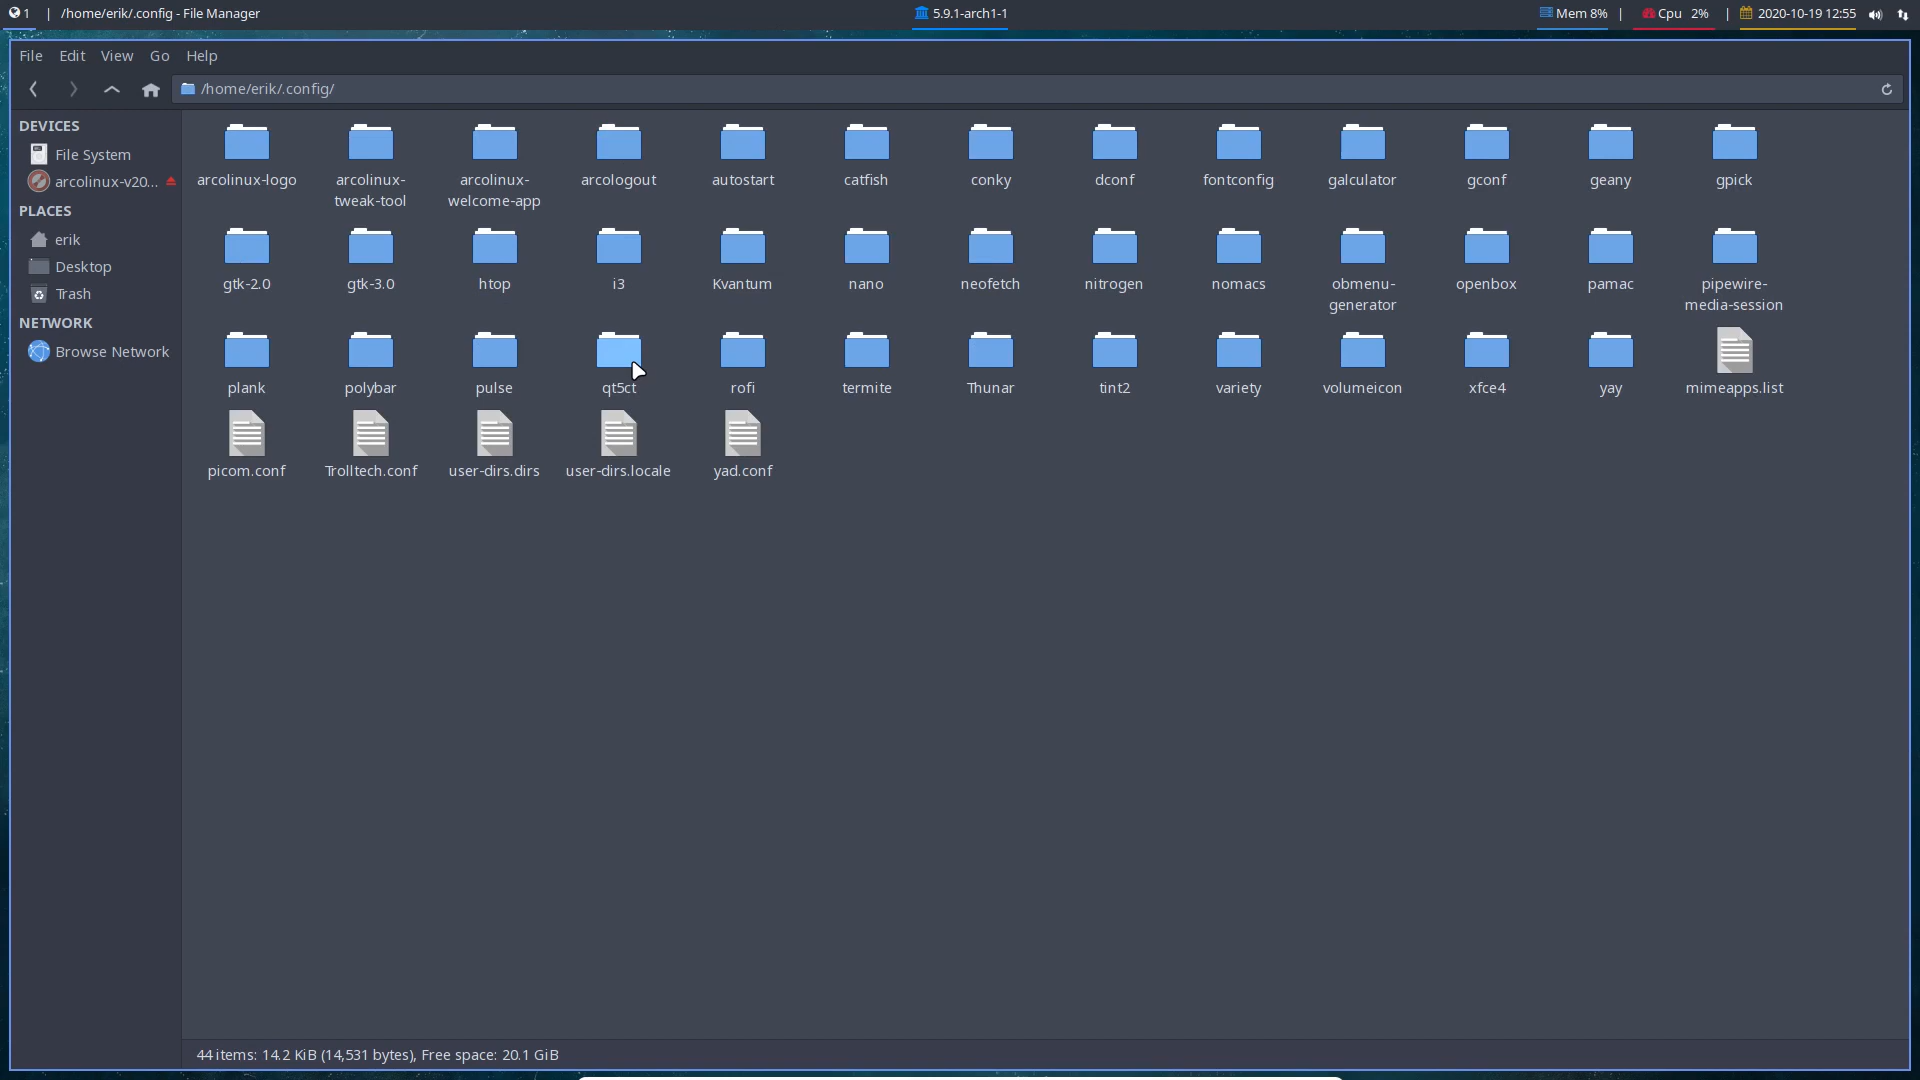 1 | /home/erik/.config - File Manager
5.9.1-arch1-1
Mem 8% | Cpu 2% | 2020-10-19 12:55
File Edit View Go Help
/home/erik/.config/
DEVICES
File System
arcolinux-v20...
PLACES
erik
Desktop
Trash
NETWORK
Browse Network
arcolinux-logo
arcolinux-
tweak-tool
arcolinux-
welcome-app
arcologout
autostart
catfish
conky
dconf
fontconfig
galculator
gconf
geany
gpick
gtk-2.0
gtk-3.0
htop
i3
Kvantum
nano
neofetch
nitrogen
nomacs
obmenu-
generator
openbox
pamac
pipewire-
media-session
plank
polybar
pulse
qt5ct
rofi
termite
Thunar
tint2
variety
volumeicon
xfce4
yay
mimeapps.list
picom.conf
Trolltech.conf
user-dirs.dirs
user-dirs.locale
yad.conf
44 items: 14.2 KiB (14,531 bytes), Free space: 20.1 GiB